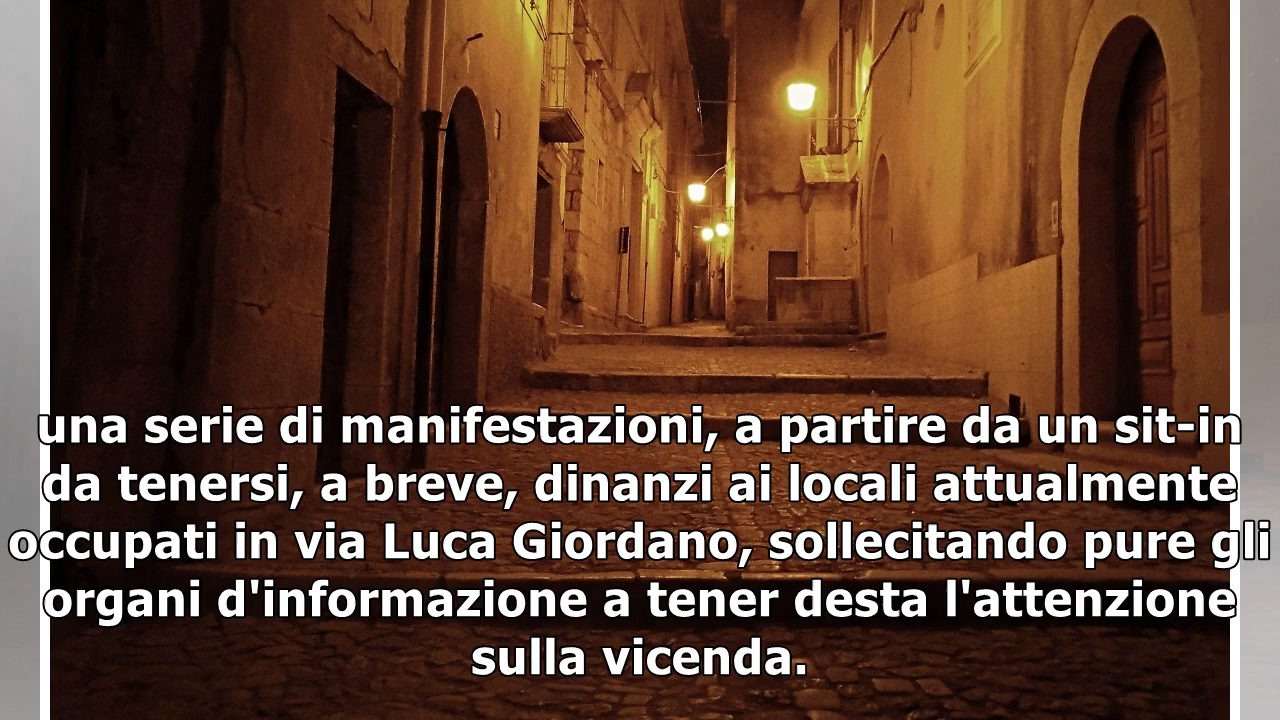 una serie di manifestazioni, a partire da un sit-in
da tenersi, a breve, dinanzi ai locali attualmente
occupati in via Luca Giordano, sollecitando pure gli
organi d'informazione a tener desta l'attenzione
sulla vicenda.